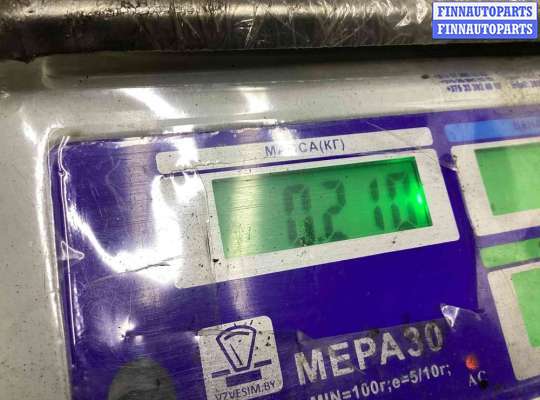 FINNAUTOPARTS
FINNAUTOPARTS
МАССА(КГ)
0.210
МЕРА30
VZVESIM.BY
MIN=100г;e=5/10г;
AC